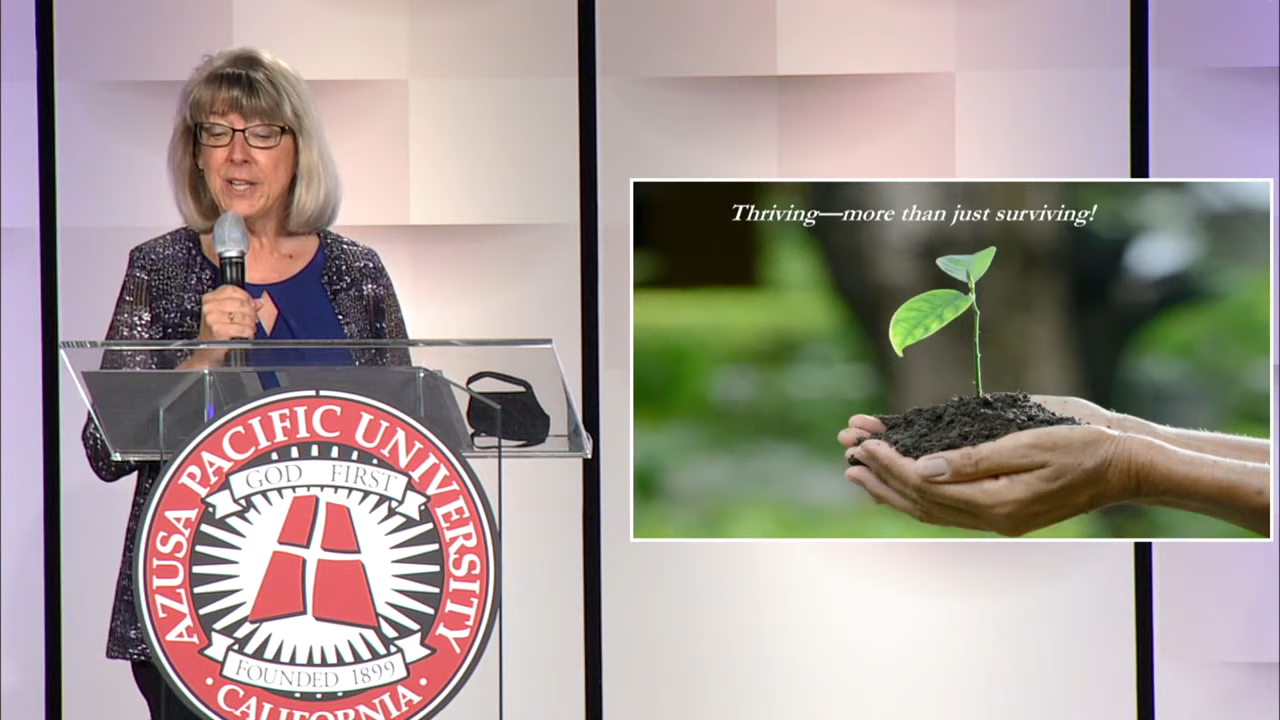 Thriving—more than just surviving!
AZUSA PACIFIC UNIVERSITY
GOD FIRST
FOUNDED 1899
· CALIFORNIA ·